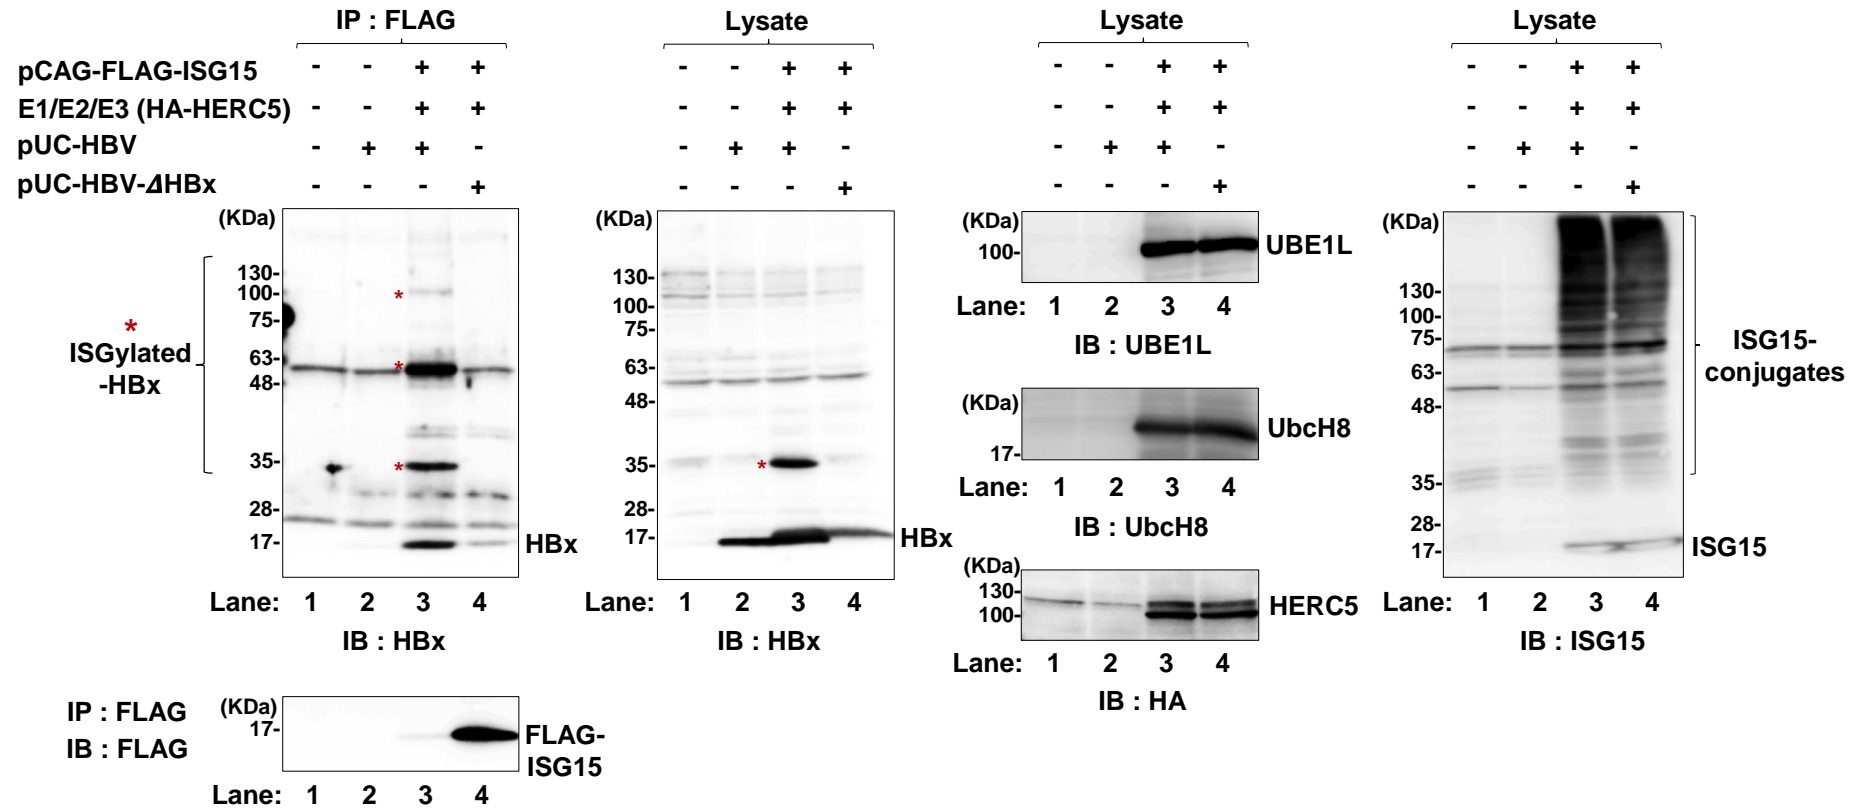 IP : FLAG
Lysate
Lysate
Lysate
pCAG-FLAG-ISG15 - - + + - - + + - - + + - - + +
E1/E2/E3 (HA-HERC5) - - + + - - + + - - + + - - + +
pUC-HBV - + + - - + + - - + + - - + + -
pUC-HBV-ΔHBx - - - + - - - + - - - + - - - +
(KDa)
130-
100-
75-
63-
48-
35-
28-
17-
*
ISGylated
-HBx
*
*
*
HBx
Lane: 1 2 3 4
IB : HBx
IP : FLAG
IB : FLAG
(KDa)
17-
FLAG-
ISG15
Lane: 1 2 3 4
(KDa)
130-
100-
75-
63-
48-
35-
28-
17-
*
HBx
Lane: 1 2 3 4
IB : HBx
(KDa)
100-
UBE1L
Lane: 1 2 3 4
IB : UBE1L
(KDa)
17-
UbcH8
Lane: 1 2 3 4
IB : UbcH8
(KDa)
130-
100-
HERC5
Lane: 1 2 3 4
IB : HA
(KDa)
130-
100-
75-
63-
48-
35-
28-
17-
ISG15-
conjugates
ISG15
Lane: 1 2 3 4
IB : ISG15